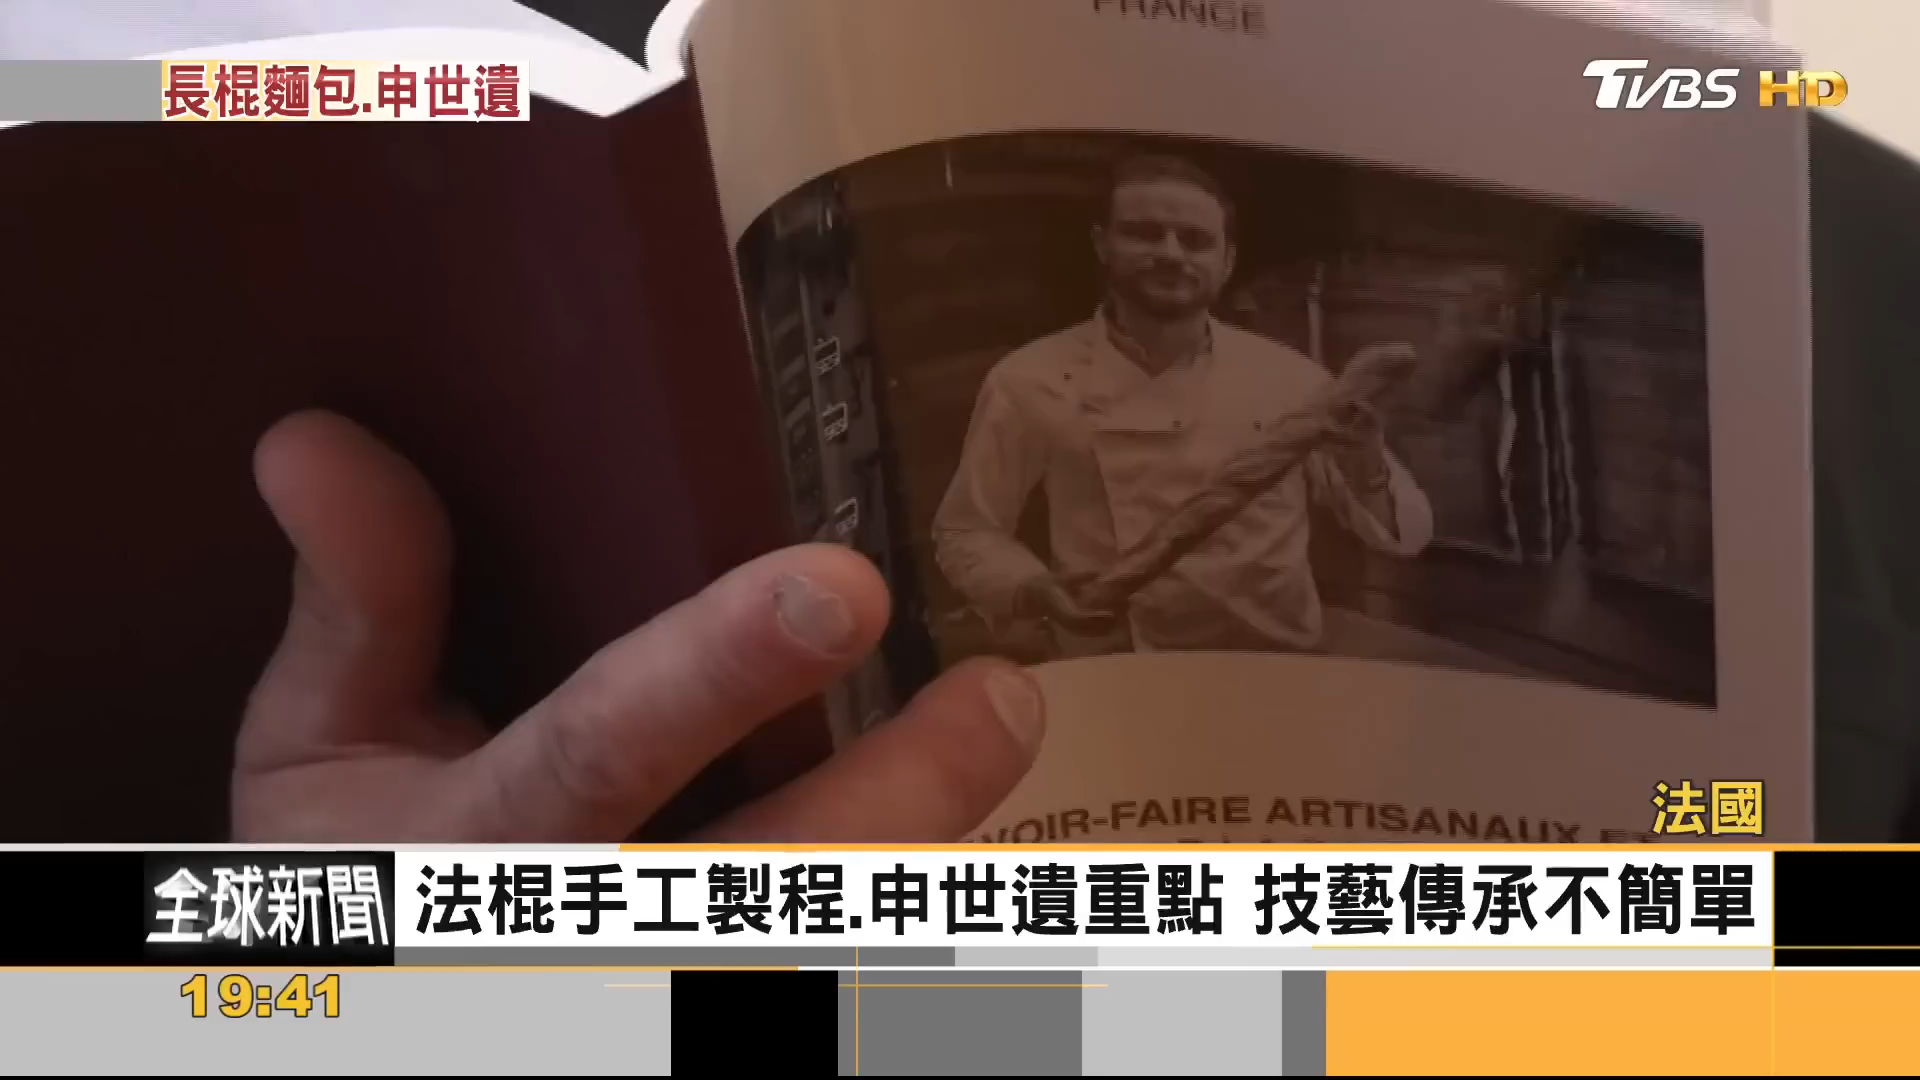 FRANCE
長棍麵包.申世遺
TVBS HD
VOIR-FAIRE ARTISANAUX ET
法國
全球新聞
法棍手工製程.申世遺重點 技藝傳承不簡單
19:41